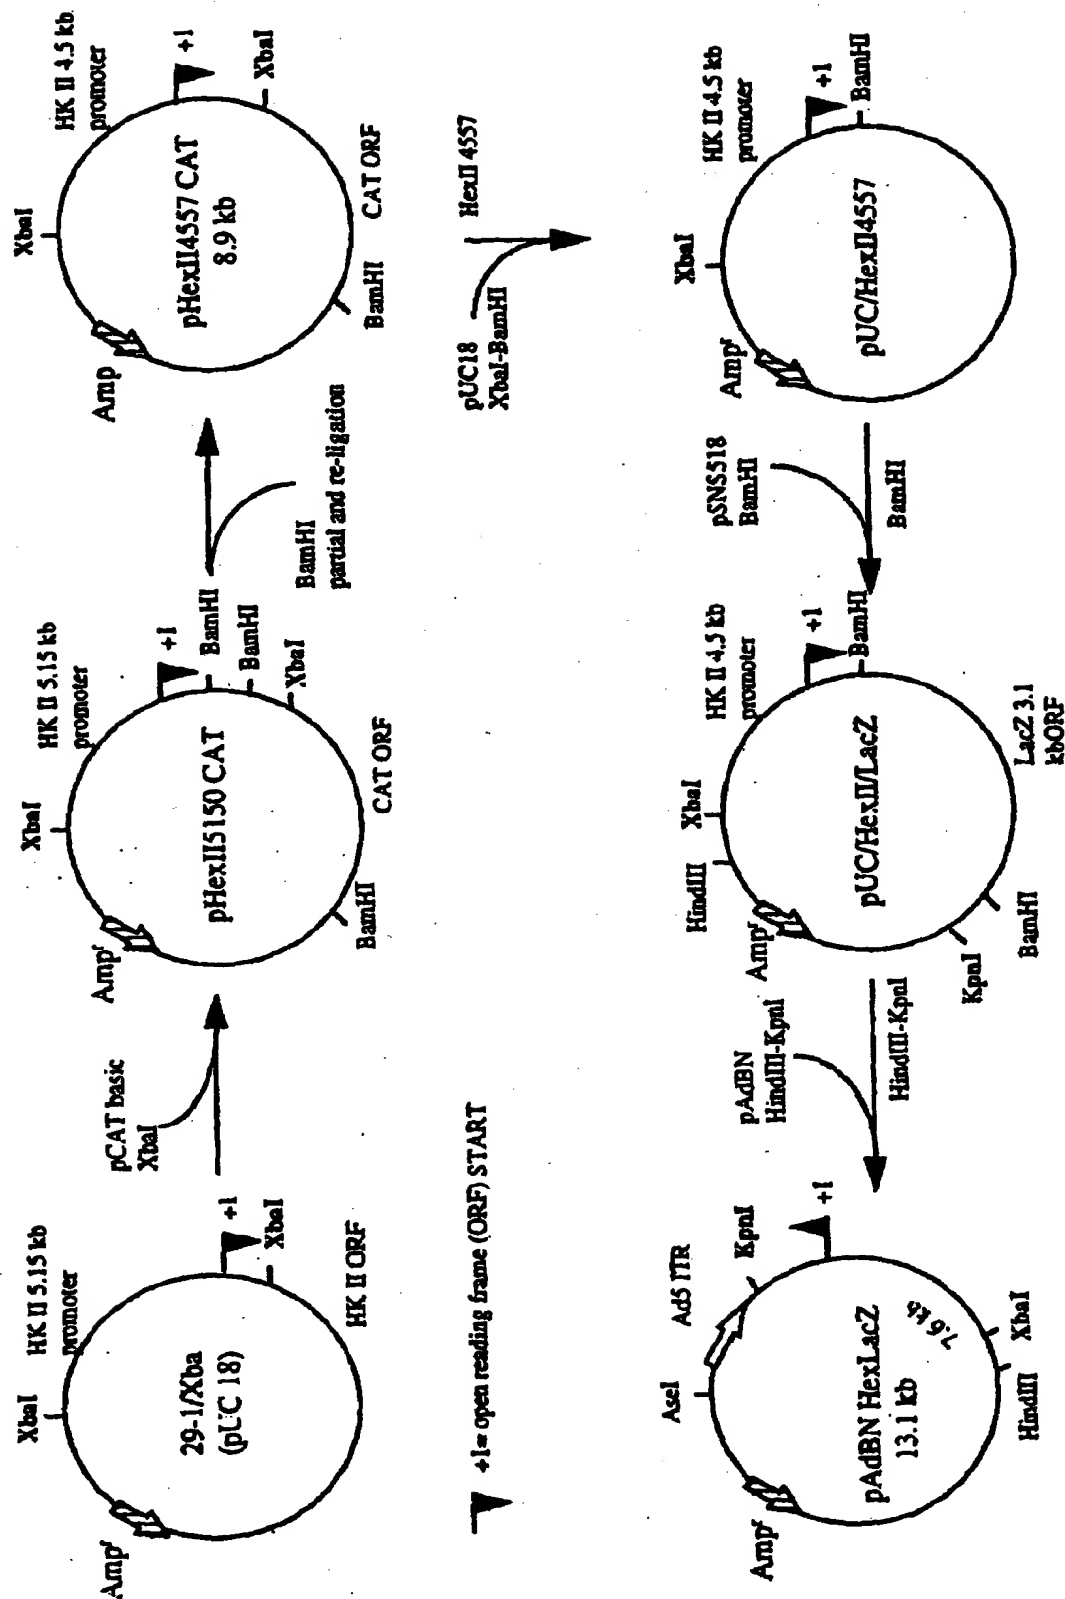 HK II 5.15 kb
promoter
XbaI
Ampr
+1
XbaI
29-1/Xba
(pUC 18)
HK II ORF
pCAT basic
XbaI
HK II 5.15 kb
promoter
XbaI
Ampr
+1
BamHI
BamHI
XbaI
pHexII5150 CAT
CAT ORF
BamHI
BamHI
partial and re-ligation
HK II 4.5 kb
promoter
XbaI
Amp
+1
XbaI
pHexII4557 CAT
8.9 kb
CAT ORF
BamHI
+1= open reading frame (ORF) START
pUC18
XbaI-BamHI
HexII 4557
HK II 4.5 kb
promoter
XbaI
Ampr
+1
BamHI
pUC/HexII4557
pSNS518
BamHI
BamHI
HK II 4.5 kb
promoter
XbaI
HindIII
Ampr
+1
BamHI
pUC/HexII/LacZ
LacZ 3.1
kbORF
BamHI
KpnI
pAdBN
HindIII-KpnI
HindIII-KpnI
Ad5 ITR
AseI
KpnI
Ampr
+1
pAdBN HexLacZ
13.1 kb
7.6 kb
XbaI
HindIII